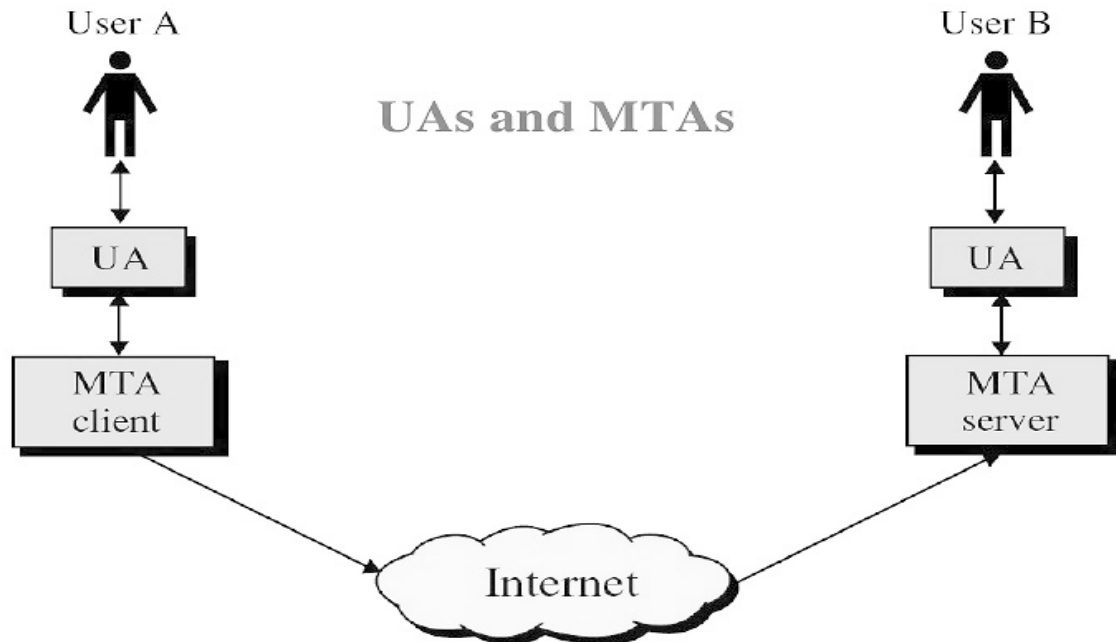 User A
User B
UAs and MTAs
UA
UA
MTA
client
MTA
server
Internet